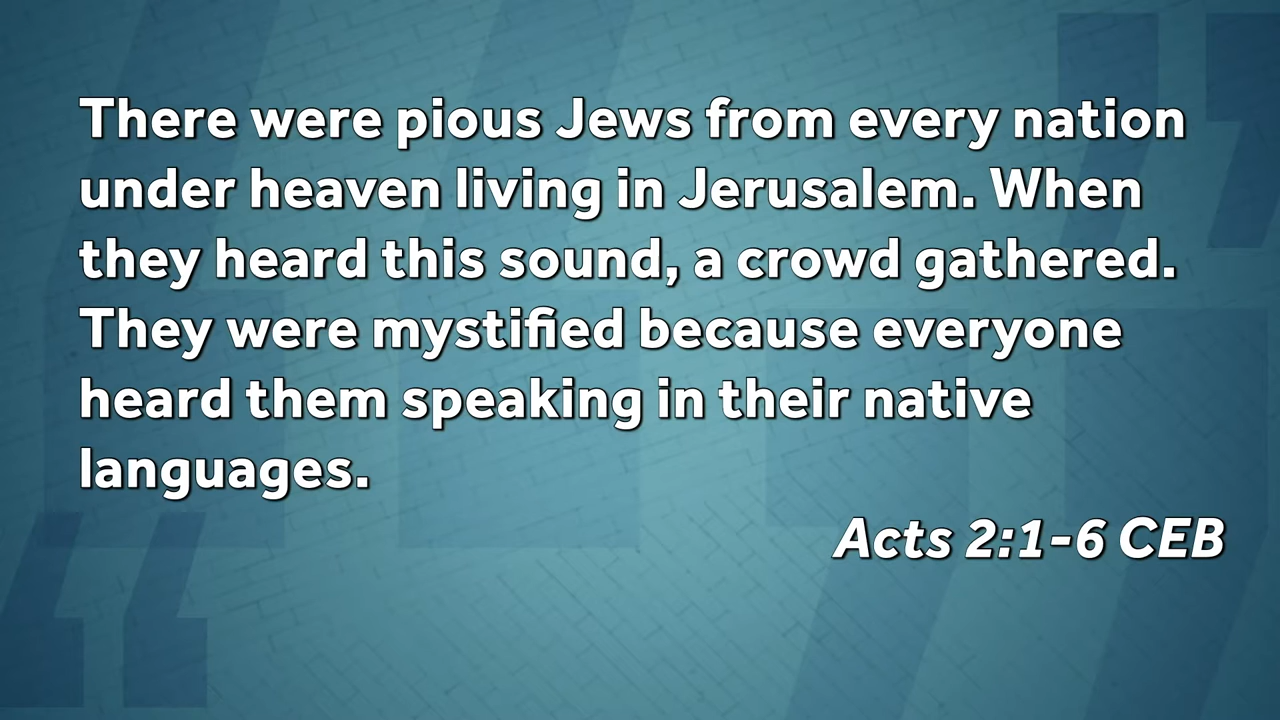 There were pious Jews from every nation
under heaven living in Jerusalem. When
they heard this sound, a crowd gathered.
They were mystified because everyone
heard them speaking in their native
languages.
Acts 2:1-6 CEB